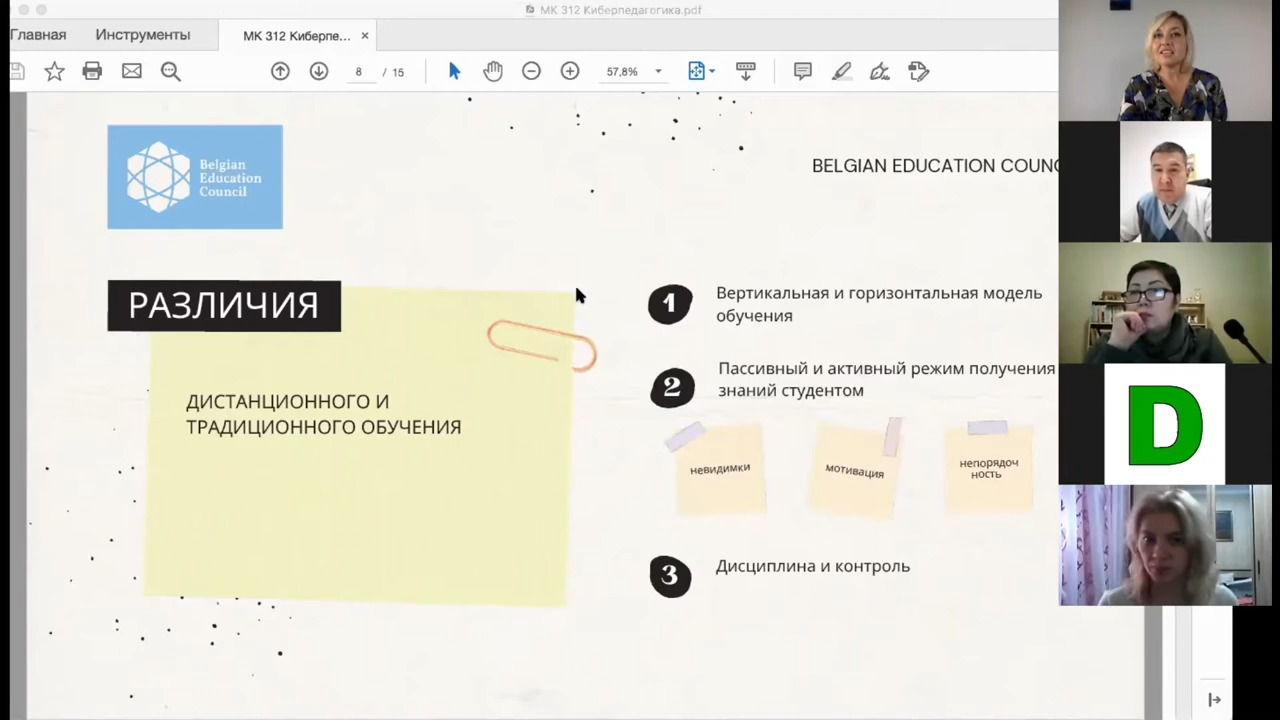 МК 312 Киберпедагогика.pdf
Главная Инструменты МК 312 Киберпе... ×
8 / 15 57,8%
Belgian
Education
Council
BELGIAN EDUCATION COUNC
РАЗЛИЧИЯ
ДИСТАНЦИОННОГО И
ТРАДИЦИОННОГО ОБУЧЕНИЯ
1
Вертикальная и горизонтальная модель
обучения
2
Пассивный и активный режим получения
знаний студентом
невидимки
мотивация
непорядоч
ность
3
Дисциплина и контроль
D